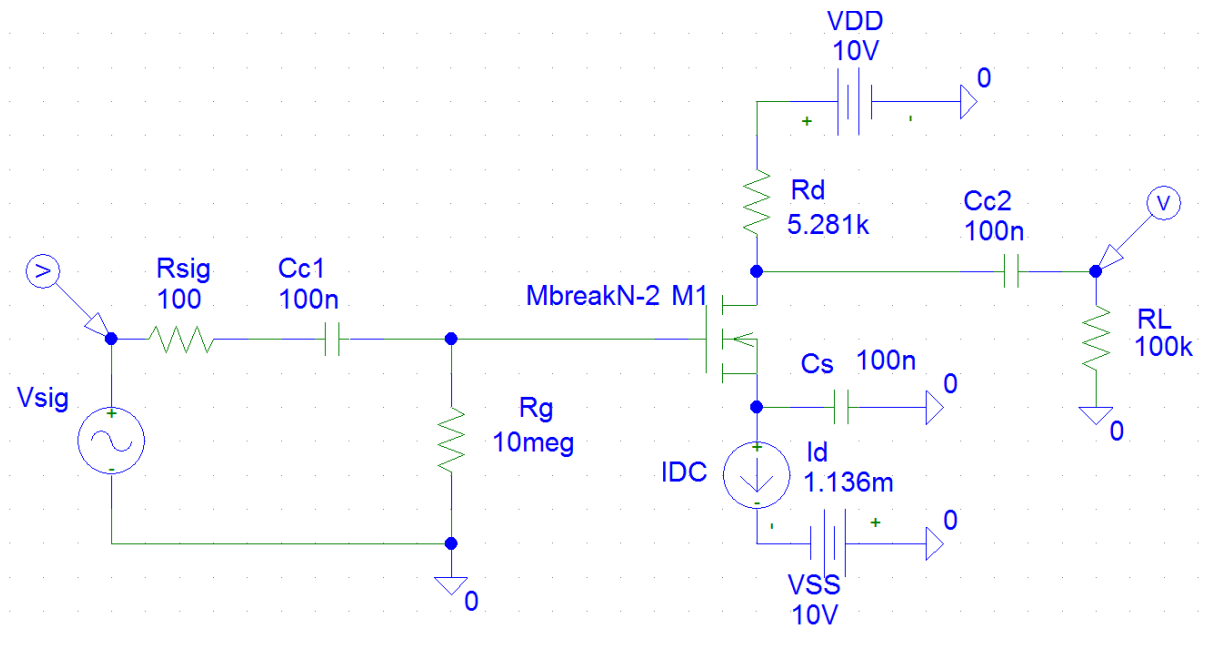 VDD
10V
0
+
-
Rd
5.281k
Cc2
100n
V
V
Rsig
100
Cc1
100n
MbreakN-2 M1
RL
100k
Cs
100n
0
Vsig
+
-
Rg
10meg
0
IDC
+
-
Id
1.136m
-
+
0
VSS
10V
0